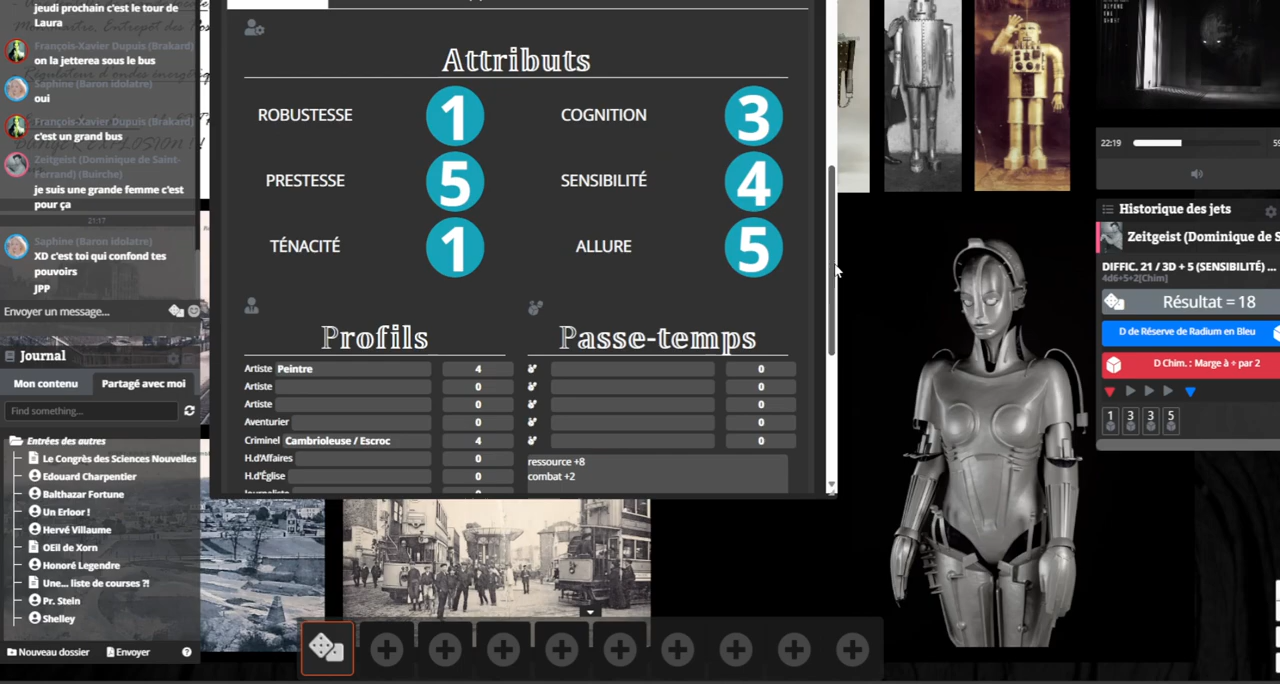 jeudi prochain c'est le tour de
Laura
François-Xavier Dupuis (Brakard)
on la jetterea sous le bus
Saphine (Baron idolatre)
oui
François-Xavier Dupuis (Brakard)
c'est un grand bus
Zeitgeist (Dominique de Saint-
Ferrand) (Buirche)
je suis une grande femme c'est
pour ça
21:17
Saphine (Baron idolatre)
XD c'est toi qui confond tes
pouvoirs
JPP
Envoyer un message...
Journal
Mon contenu
Partagé avec moi
Find something...
Entrées des autres
Le Congrès des Sciences Nouvelles
Edouard Charpentier
Balthazar Fortune
Un Erloor !
Hervé Villaume
OEil de Xorn
Honoré Legendre
Une... liste de courses ?!
Pr. Stein
Shelley
Nouveau dossier
Envoyer
?
Attributs
ROBUSTESSE 1
COGNITION 3
PRESTESSE 5
SENSIBILITÉ 4
TÉNACITÉ 1
ALLURE 5
Profils
Artiste Peintre 4
Artiste 0
Artiste 0
Aventurier 0
Criminel Cambrioleuse / Escroc 4
H.d'Affaires 0
H.d'Église 0
Passe-temps
0
0
0
0
0
ressource +8
combat +2
22:19
Historique des jets
Zeitgeist (Dominique de S
DIFFIC. 21 / 3D + 5 (SENSIBILITÉ) ...
4d6+5+2[Chim]
Résultat = 18
D de Réserve de Radium en Bleu
D Chim. : Marge à ÷ par 2
1 3 3 5